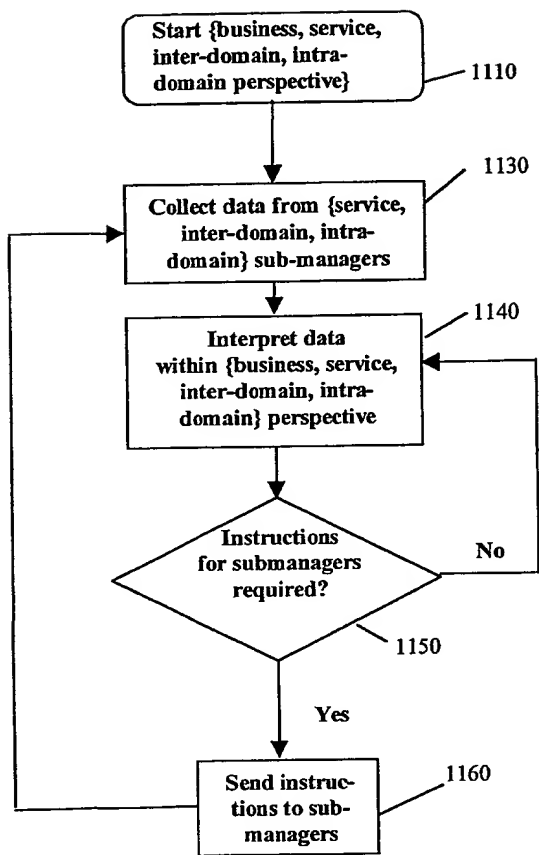 Start {business, service,
inter-domain, intra-
domain perspective}
1110
1130
Collect data from {service,
inter-domain, intra-
domain} sub-managers
1140
Interpret data
within {business, service,
inter-domain, intra-
domain} perspective
Instructions
for submanagers
required?
No
1150
Yes
1160
Send instruc-
tions to sub-
managers